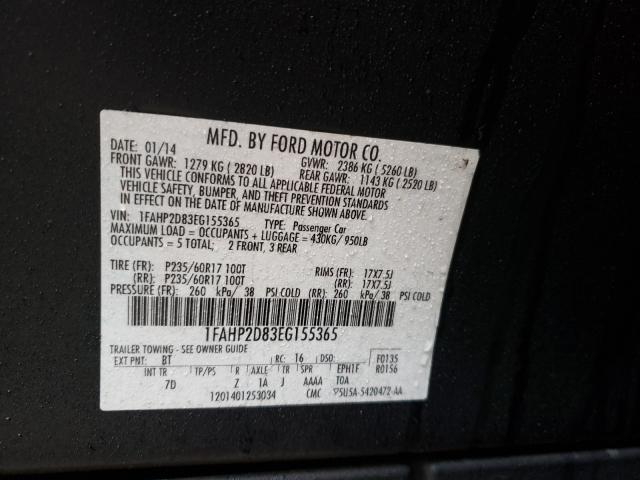 MFD. BY FORD MOTOR CO.
DATE: 01/14 GVWR: 2386 KG ( 5260 LB)
FRONT GAWR: 1279 KG ( 2820 LB) REAR GAWR: 1143 KG ( 2520 LB)
THIS VEHICLE CONFORMS TO ALL APPLICABLE FEDERAL MOTOR
VEHICLE SAFETY, BUMPER, AND THEFT PREVENTION STANDARDS
IN EFFECT ON THE DATE OF MANUFACTURE SHOWN ABOVE.
VIN: 1FAHP2D83EG155365 TYPE: Passenger Car
MAXIMUM LOAD = OCCUPANTS + LUGGAGE = 430KG/ 950LB
OCCUPANTS = 5 TOTAL; 2 FRONT, 3 REAR
TIRE (FR): P235/60R17 100T RIMS (FR): 17X7.5J
(RR): P235/60R17 100T (RR): 17X7.5J
PRESSURE (FR): 260 kPa/ 38 PSI COLD (RR): 260 kPa/ 38 PSI COLD
1FAHP2D83EG155365
TRAILER TOWING - SEE OWNER GUIDE
EXT PNT: BT RC: 16 DSO: F0135
R0156
INT TR TP/PS R AXLE TR SPR EPH1F
7D Z 1A J AAAA T0A
1201401253034 CMC 5U5A-5420472-AA